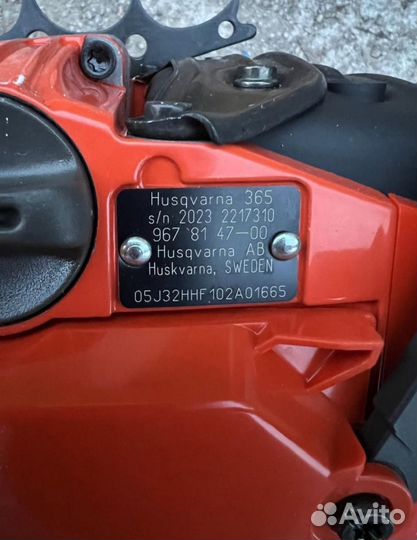 Husqvarna 365
s/n 2023 2217310
967 81 47-00
Husqvarna AB
Huskvarna, SWEDEN
05J32HHF102A01665
Avito